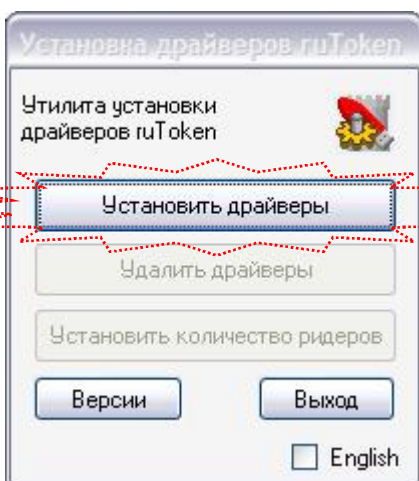 Установка драйверов ruToken
Утилита установки
драйверов ruToken
Установить драйверы
Удалить драйверы
Установить количество ридеров
Версии
Выход
English